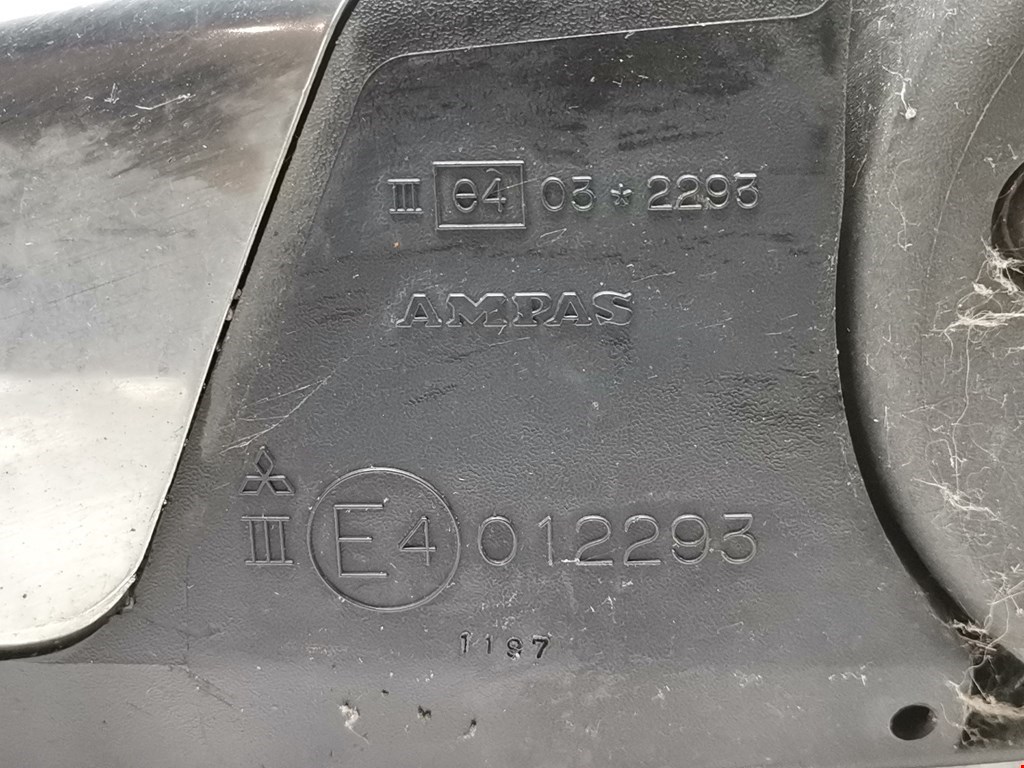 III e4 03 * 2293
AMPAS
III E4 012293
1197